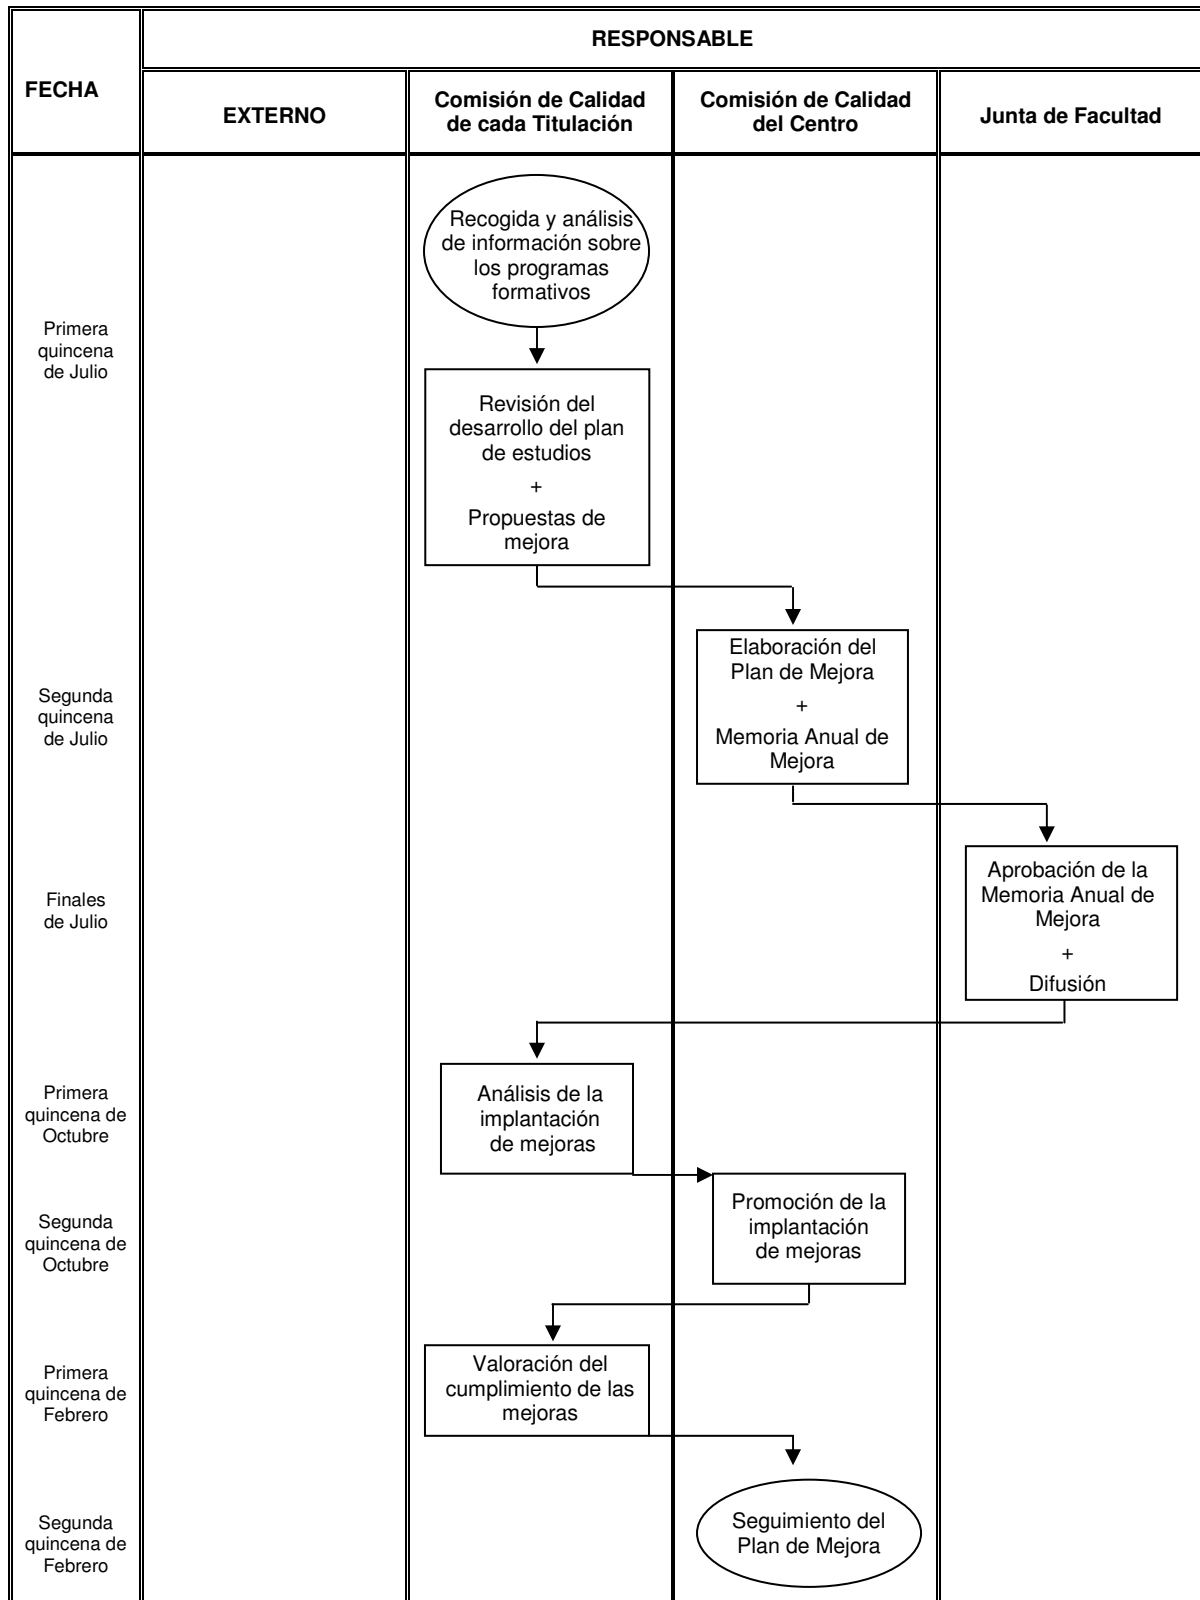 RESPONSABLE
FECHA
EXTERNO
Comisión de Calidad
de cada Titulación
Comisión de Calidad
del Centro
Junta de Facultad
Recogida y análisis
de información sobre
los programas
formativos
Primera
quincena
de Julio
Revisión del
desarrollo del plan
de estudios
+
Propuestas de
mejora
Segunda
quincena
de Julio
Elaboración del
Plan de Mejora
+
Memoria Anual de
Mejora
Finales
de Julio
Aprobación de la
Memoria Anual de
Mejora
+
Difusión
Primera
quincena de
Octubre
Análisis de la
implantación
de mejoras
Segunda
quincena de
Octubre
Promoción de la
implantación
de mejoras
Primera
quincena de
Febrero
Valoración del
cumplimiento de las
mejoras
Segunda
quincena de
Febrero
Seguimiento del
Plan de Mejora